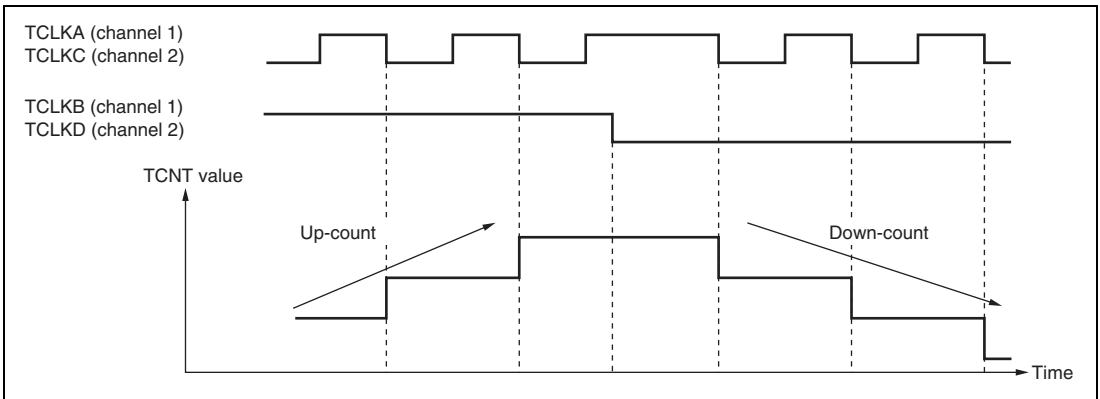 TCLKA (channel 1)
TCLKC (channel 2)
TCLKB (channel 1)
TCLKD (channel 2)
TCNT value
Up-count
Down-count
Time